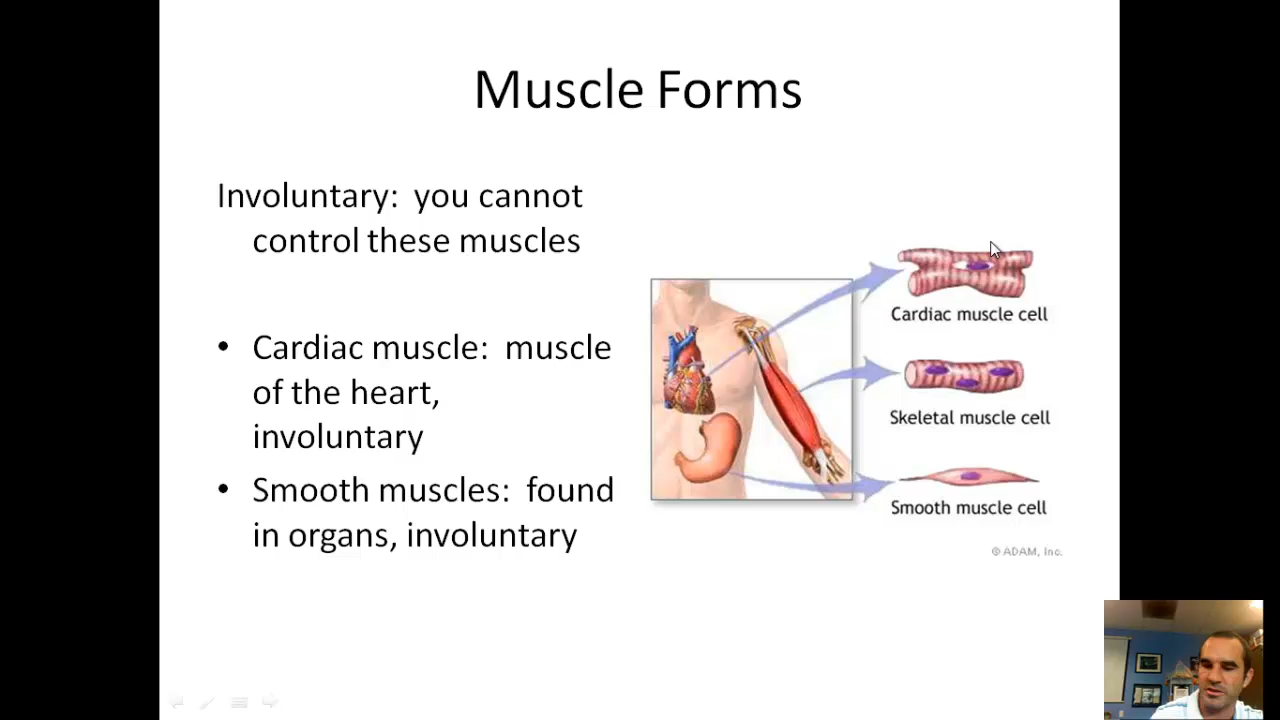 Muscle Forms
Involuntary: you cannot
control these muscles
• Cardiac muscle: muscle
of the heart,
involuntary
• Smooth muscles: found
in organs, involuntary
Cardiac muscle cell
Skeletal muscle cell
Smooth muscle cell
© ADAM, Inc.